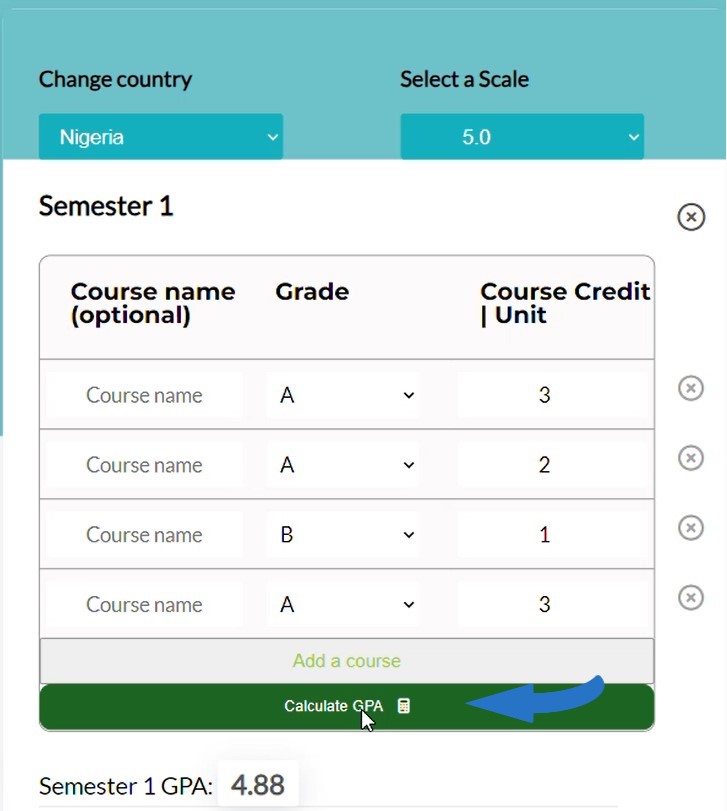 Change country
Select a Scale
Nigeria
5.0
Semester 1
Course name
(optional)
Grade
Course Credit
| Unit
Course name A 3
Course name A 2
Course name B 1
Course name A 3
Add a course
Calculate GPA
Semester 1 GPA: 4.88